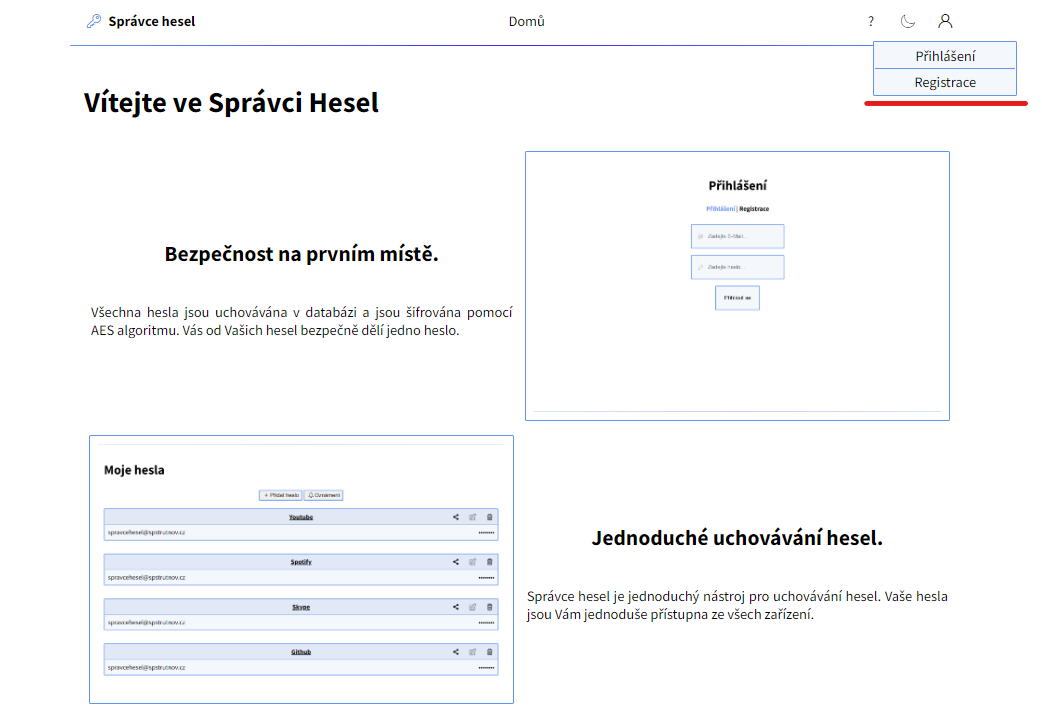 Správce hesel
Domů
?
Přihlášení
Registrace
Vítejte ve Správci Hesel
Bezpečnost na prvním místě.
Všechna hesla jsou uchovávána v databázi a jsou šifrována pomocí
AES algoritmu. Vás od Vašich hesel bezpečně dělí jedno heslo.
Přihlášení
Přihlášení | Registrace
Zadejte E-Mail...
Zadejte heslo...
Přihlásit se
Moje hesla
+ Přidat heslo
Oznámení
Youtube
spravcehesel@spstrutnov.cz
Spotify
spravcehesel@spstrutnov.cz
Skype
spravcehesel@spstrutnov.cz
Github
spravcehesel@spstrutnov.cz
Jednoduché uchovávání hesel.
Správce hesel je jednoduchý nástroj pro uchovávání hesel. Vaše hesla
jsou Vám jednoduše přístupna ze všech zařízení.